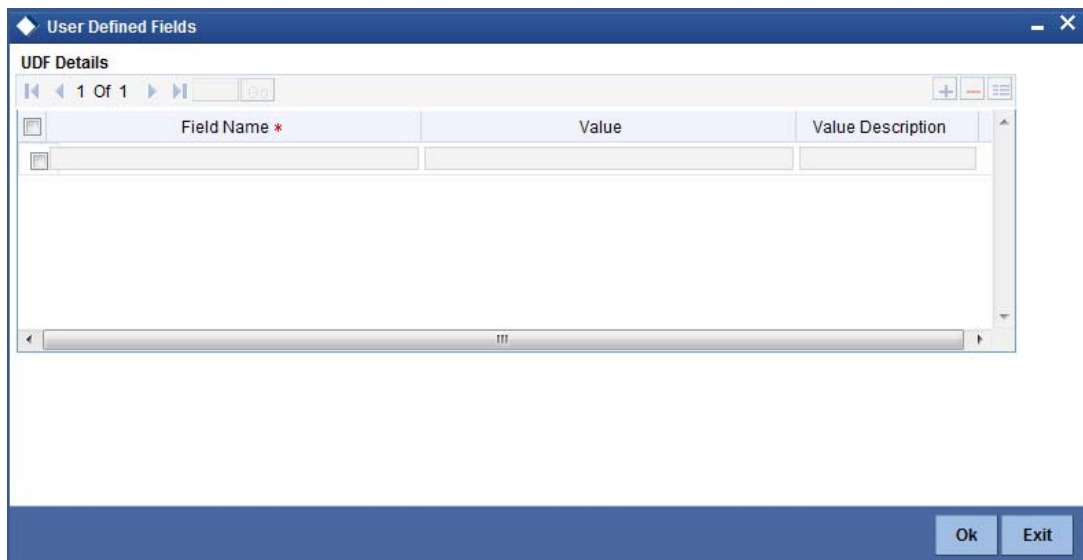 User Defined Fields
UDF Details
1 Of 1 Go
Field Name * Value Value Description
Ok Exit